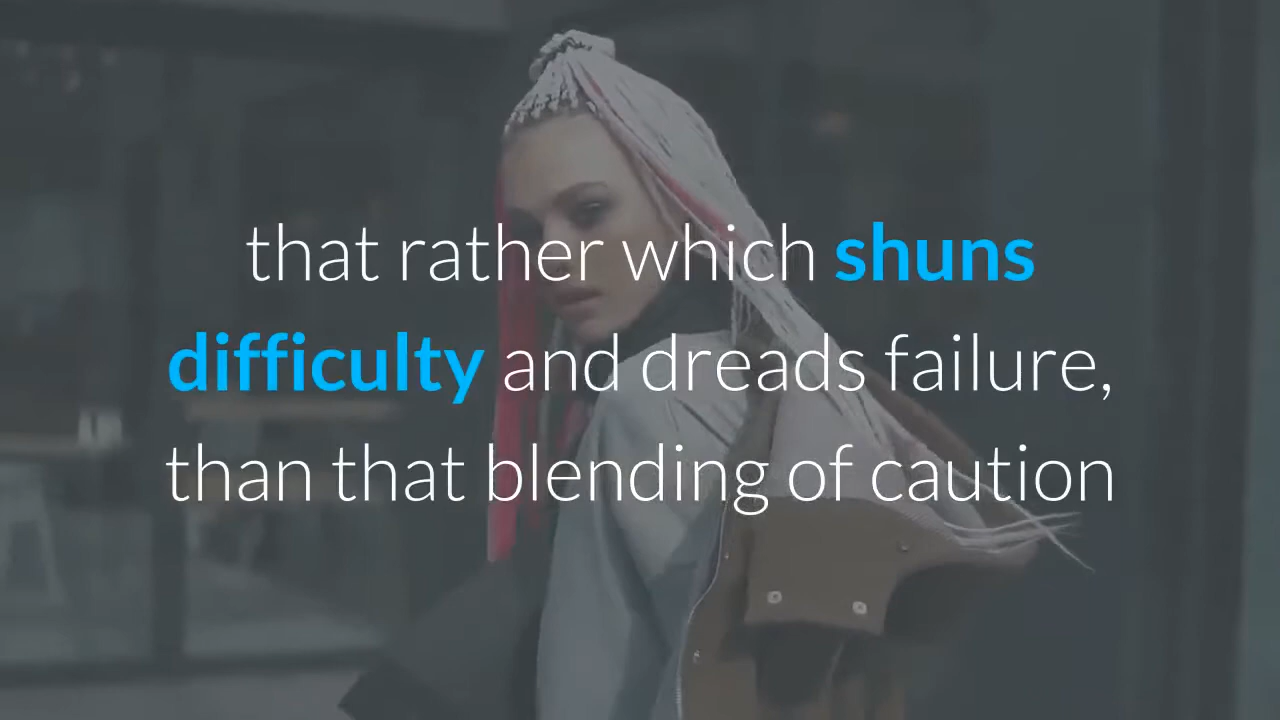 that rather which shuns
difficulty and dreads failure,
than that blending of caution